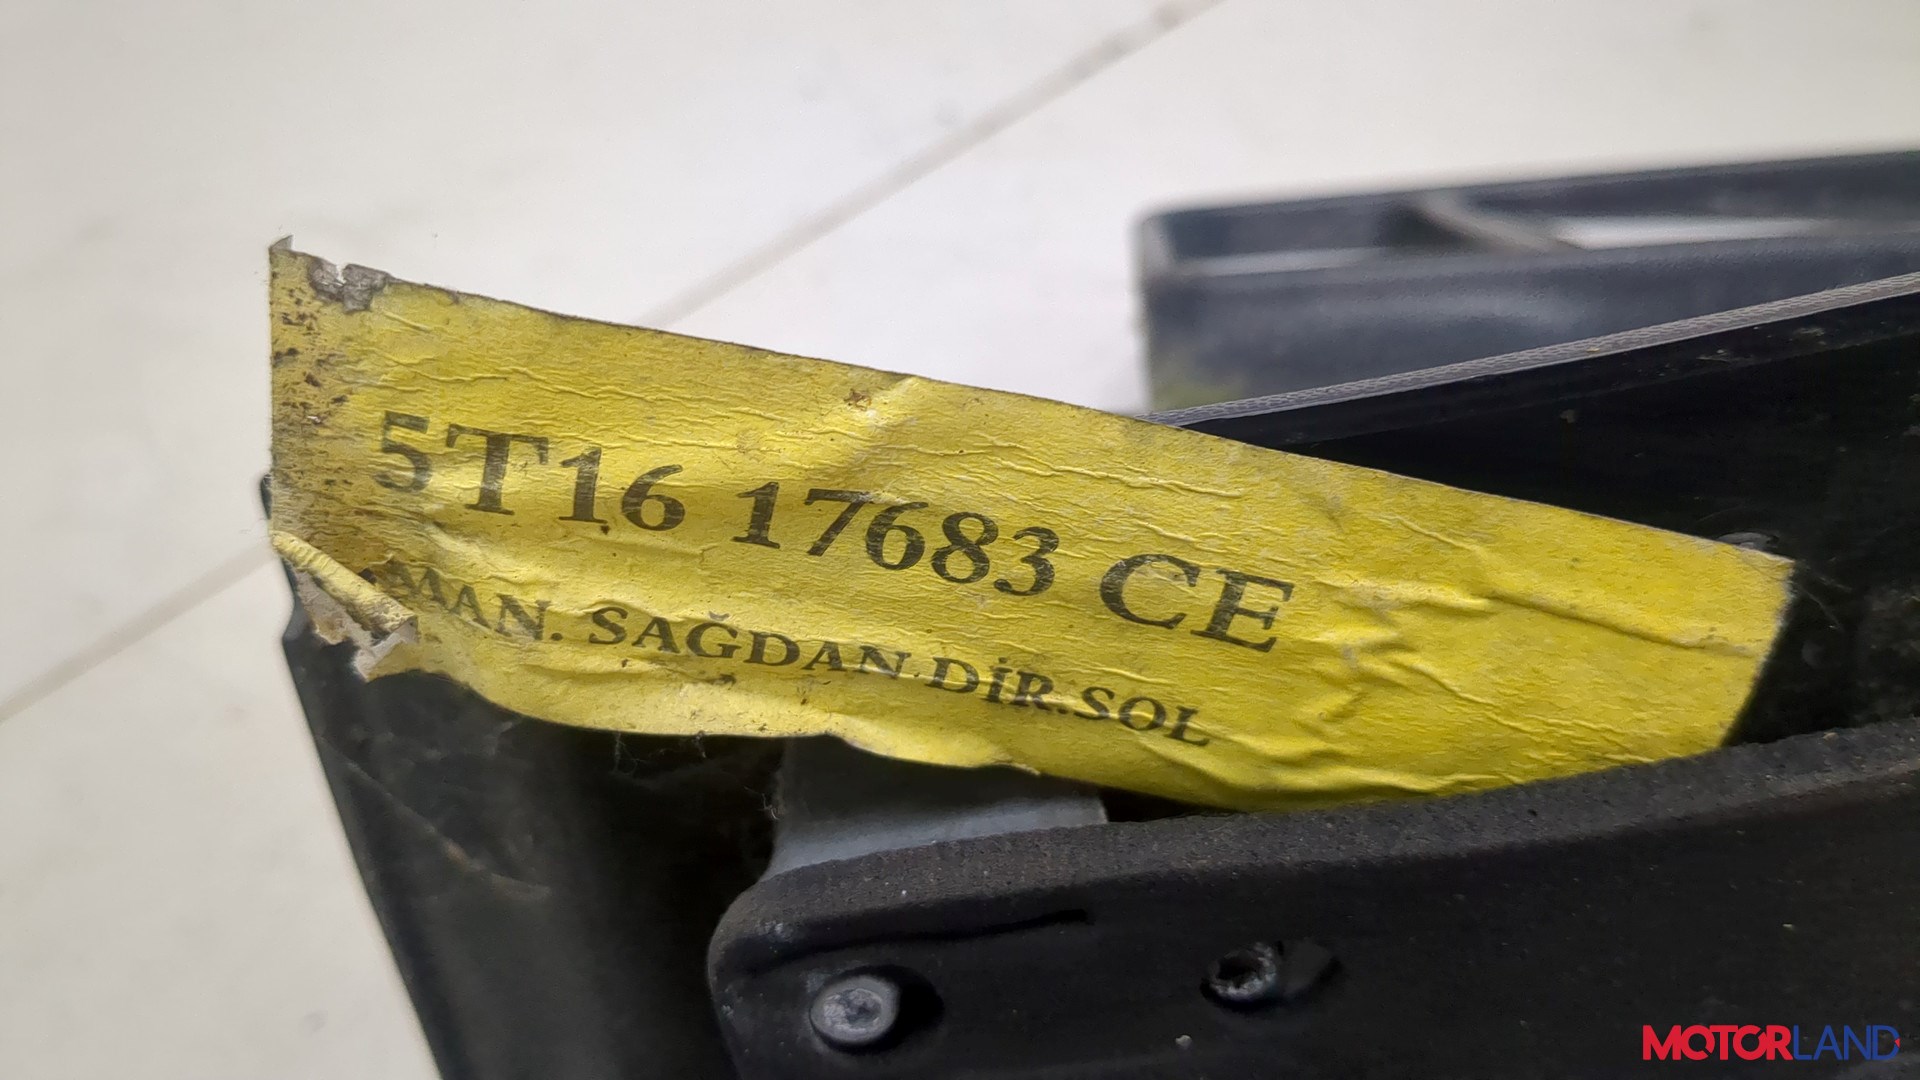 5T16 17683 CE
MAN. SAĞDAN.DİR.SOL
MOTORLAND